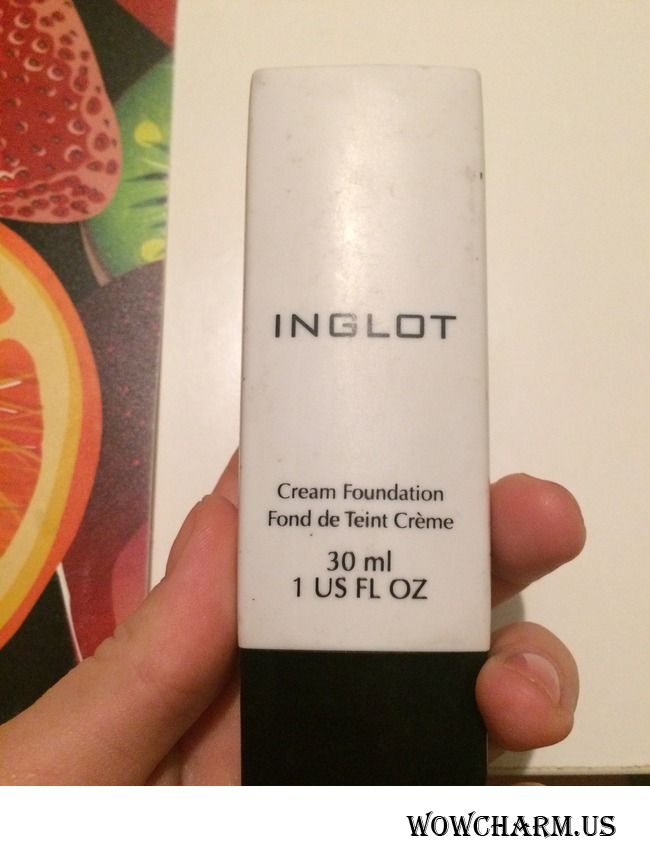 INGLOT
Cream Foundation
Fond de Teint Crème
30 ml
1 US FL OZ
WOWCHARM.US